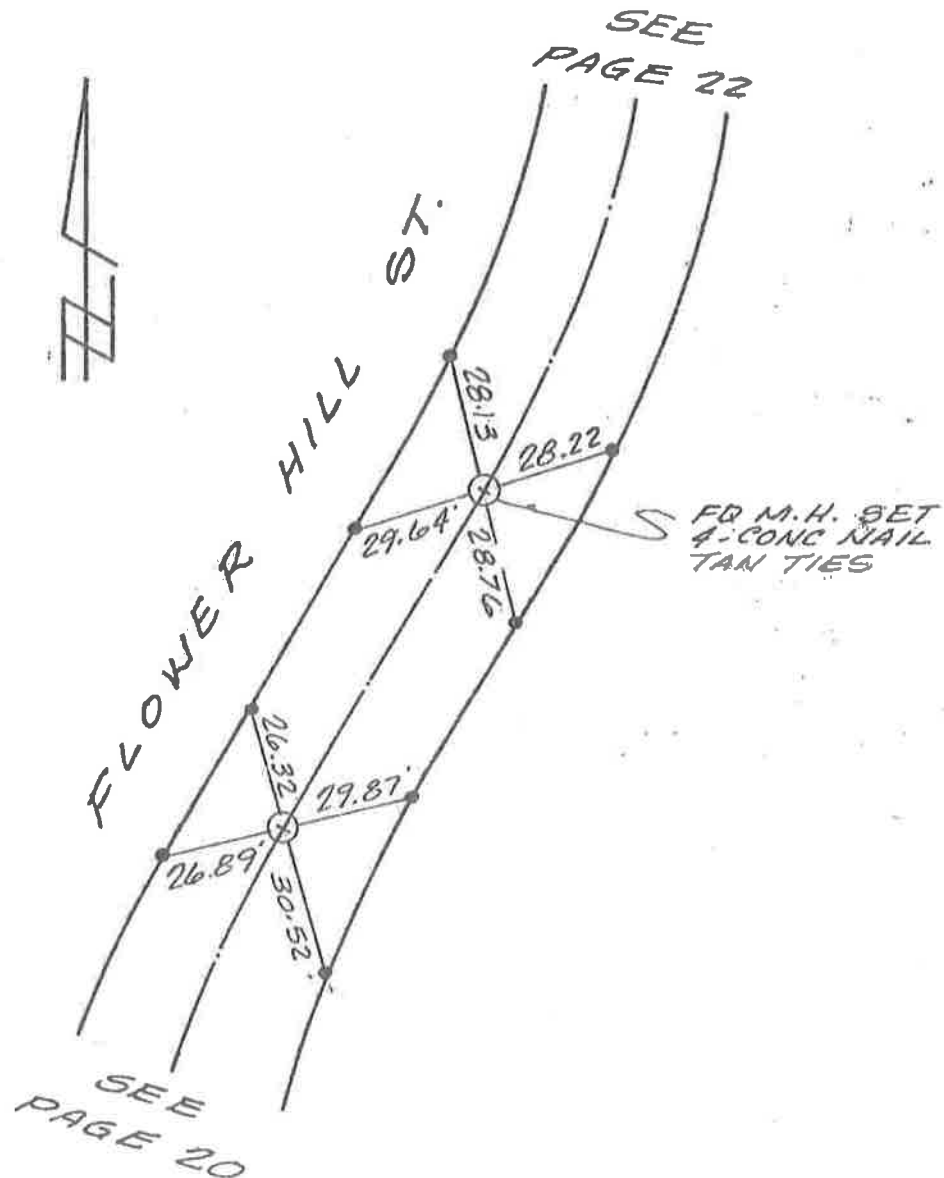 SEE
PAGE 22
FLOWER HILL ST.
28.13
28.22
29.64'
28.76
FD M.H. SET
4-CONC NAIL
TAN TIES
26.32
29.87'
26.89'
30.52'
SEE
PAGE 20